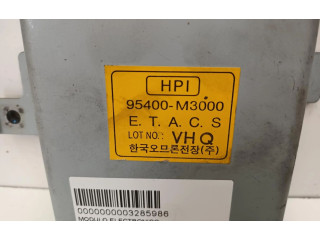 HPI
95400-M3000
E. T. A. C. S
LOT NO.: VHQ
한국오므론전장(주)
0000000003285986
MODULO ELECTRONICO